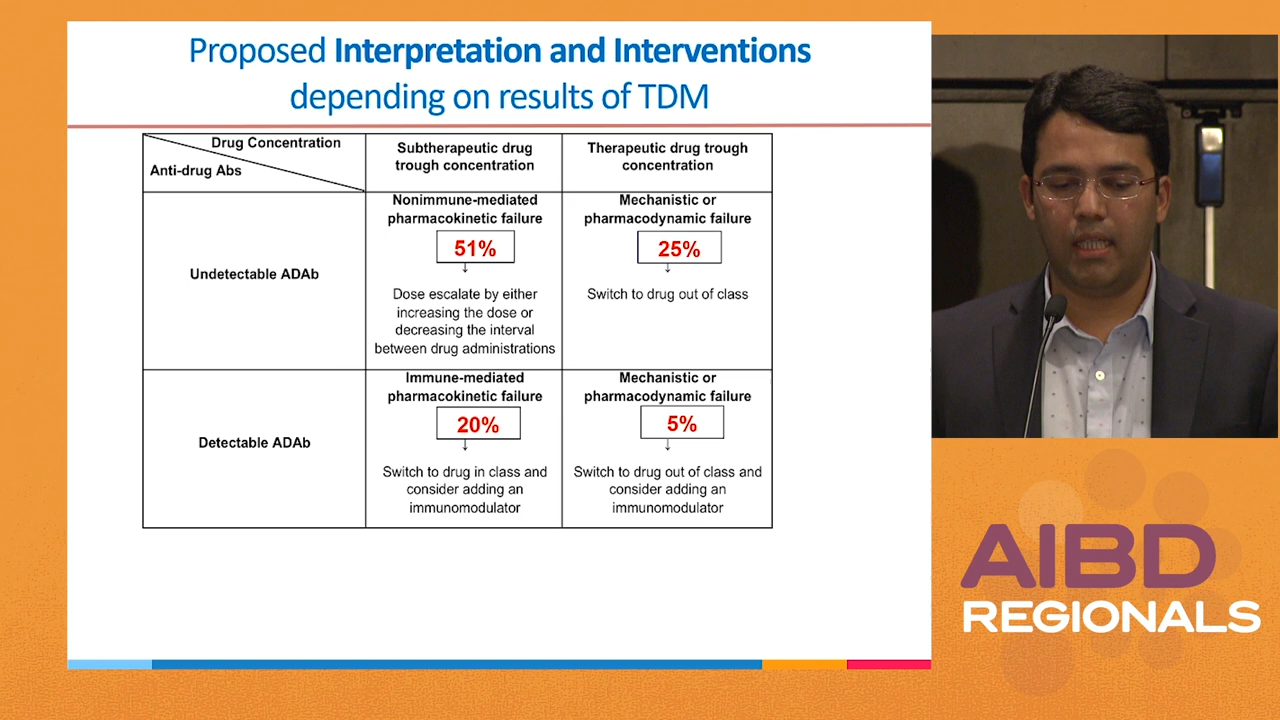 Proposed Interpretation and Interventions
depending on results of TDM
Drug Concentration
Anti-drug Abs
Subtherapeutic drug
trough concentration
Therapeutic drug trough
concentration
Undetectable ADAb
Nonimmune-mediated
pharmacokinetic failure
51%
↓
Dose escalate by either
increasing the dose or
decreasing the interval
between drug administrations
Mechanistic or
pharmacodynamic failure
25%
↓
Switch to drug out of class
Detectable ADAb
Immune-mediated
pharmacokinetic failure
20%
↓
Switch to drug in class and
consider adding an
immunomodulator
Mechanistic or
pharmacodynamic failure
5%
↓
Switch to drug out of class and
consider adding an
immunomodulator
AIBD
REGIONALS